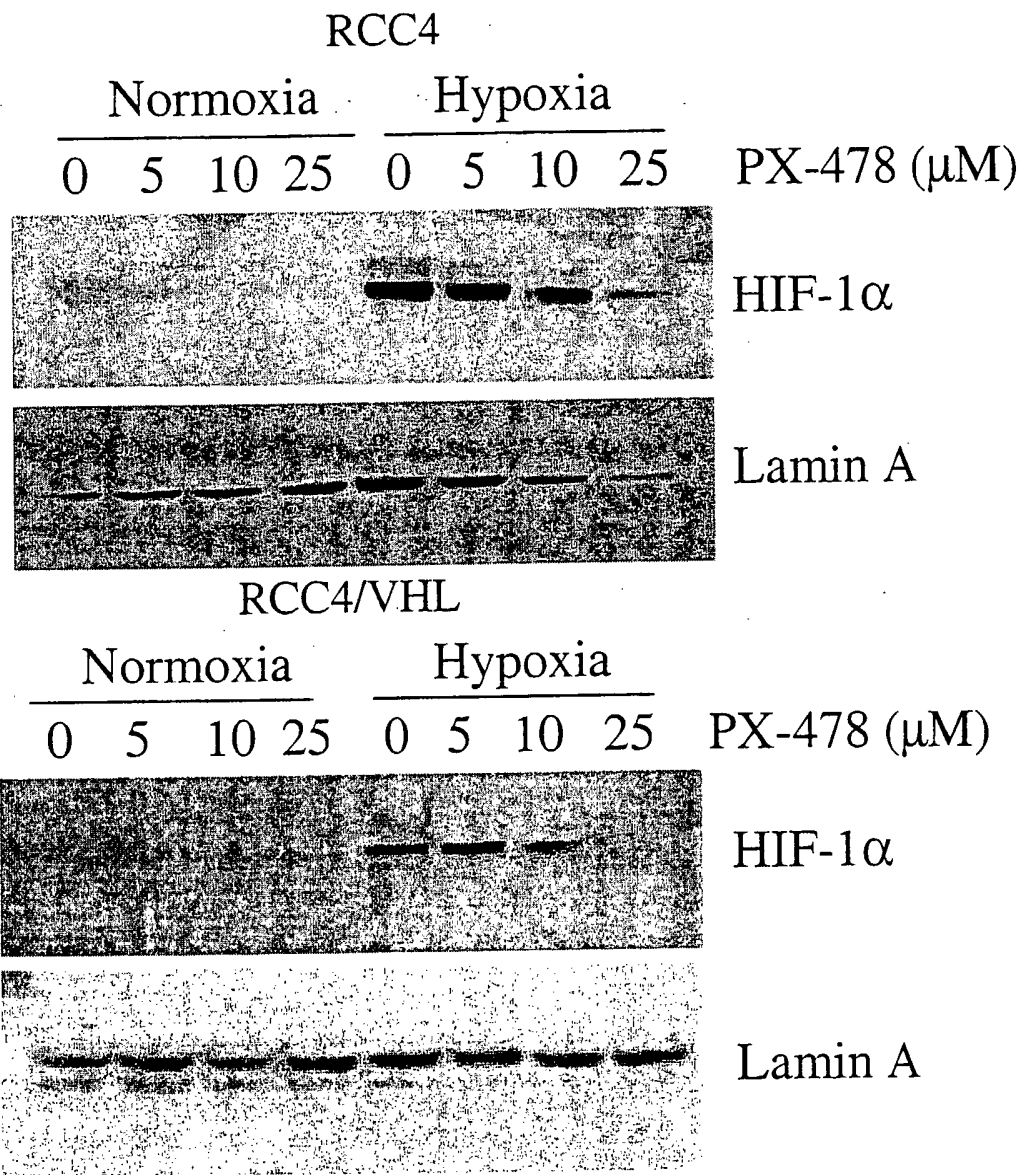 RCC4
Normoxia Hypoxia
0 5 10 25 0 5 10 25 PX-478 (μM)
HIF-1α
Lamin A
RCC4/VHL
Normoxia Hypoxia
0 5 10 25 0 5 10 25 PX-478 (μM)
HIF-1α
Lamin A